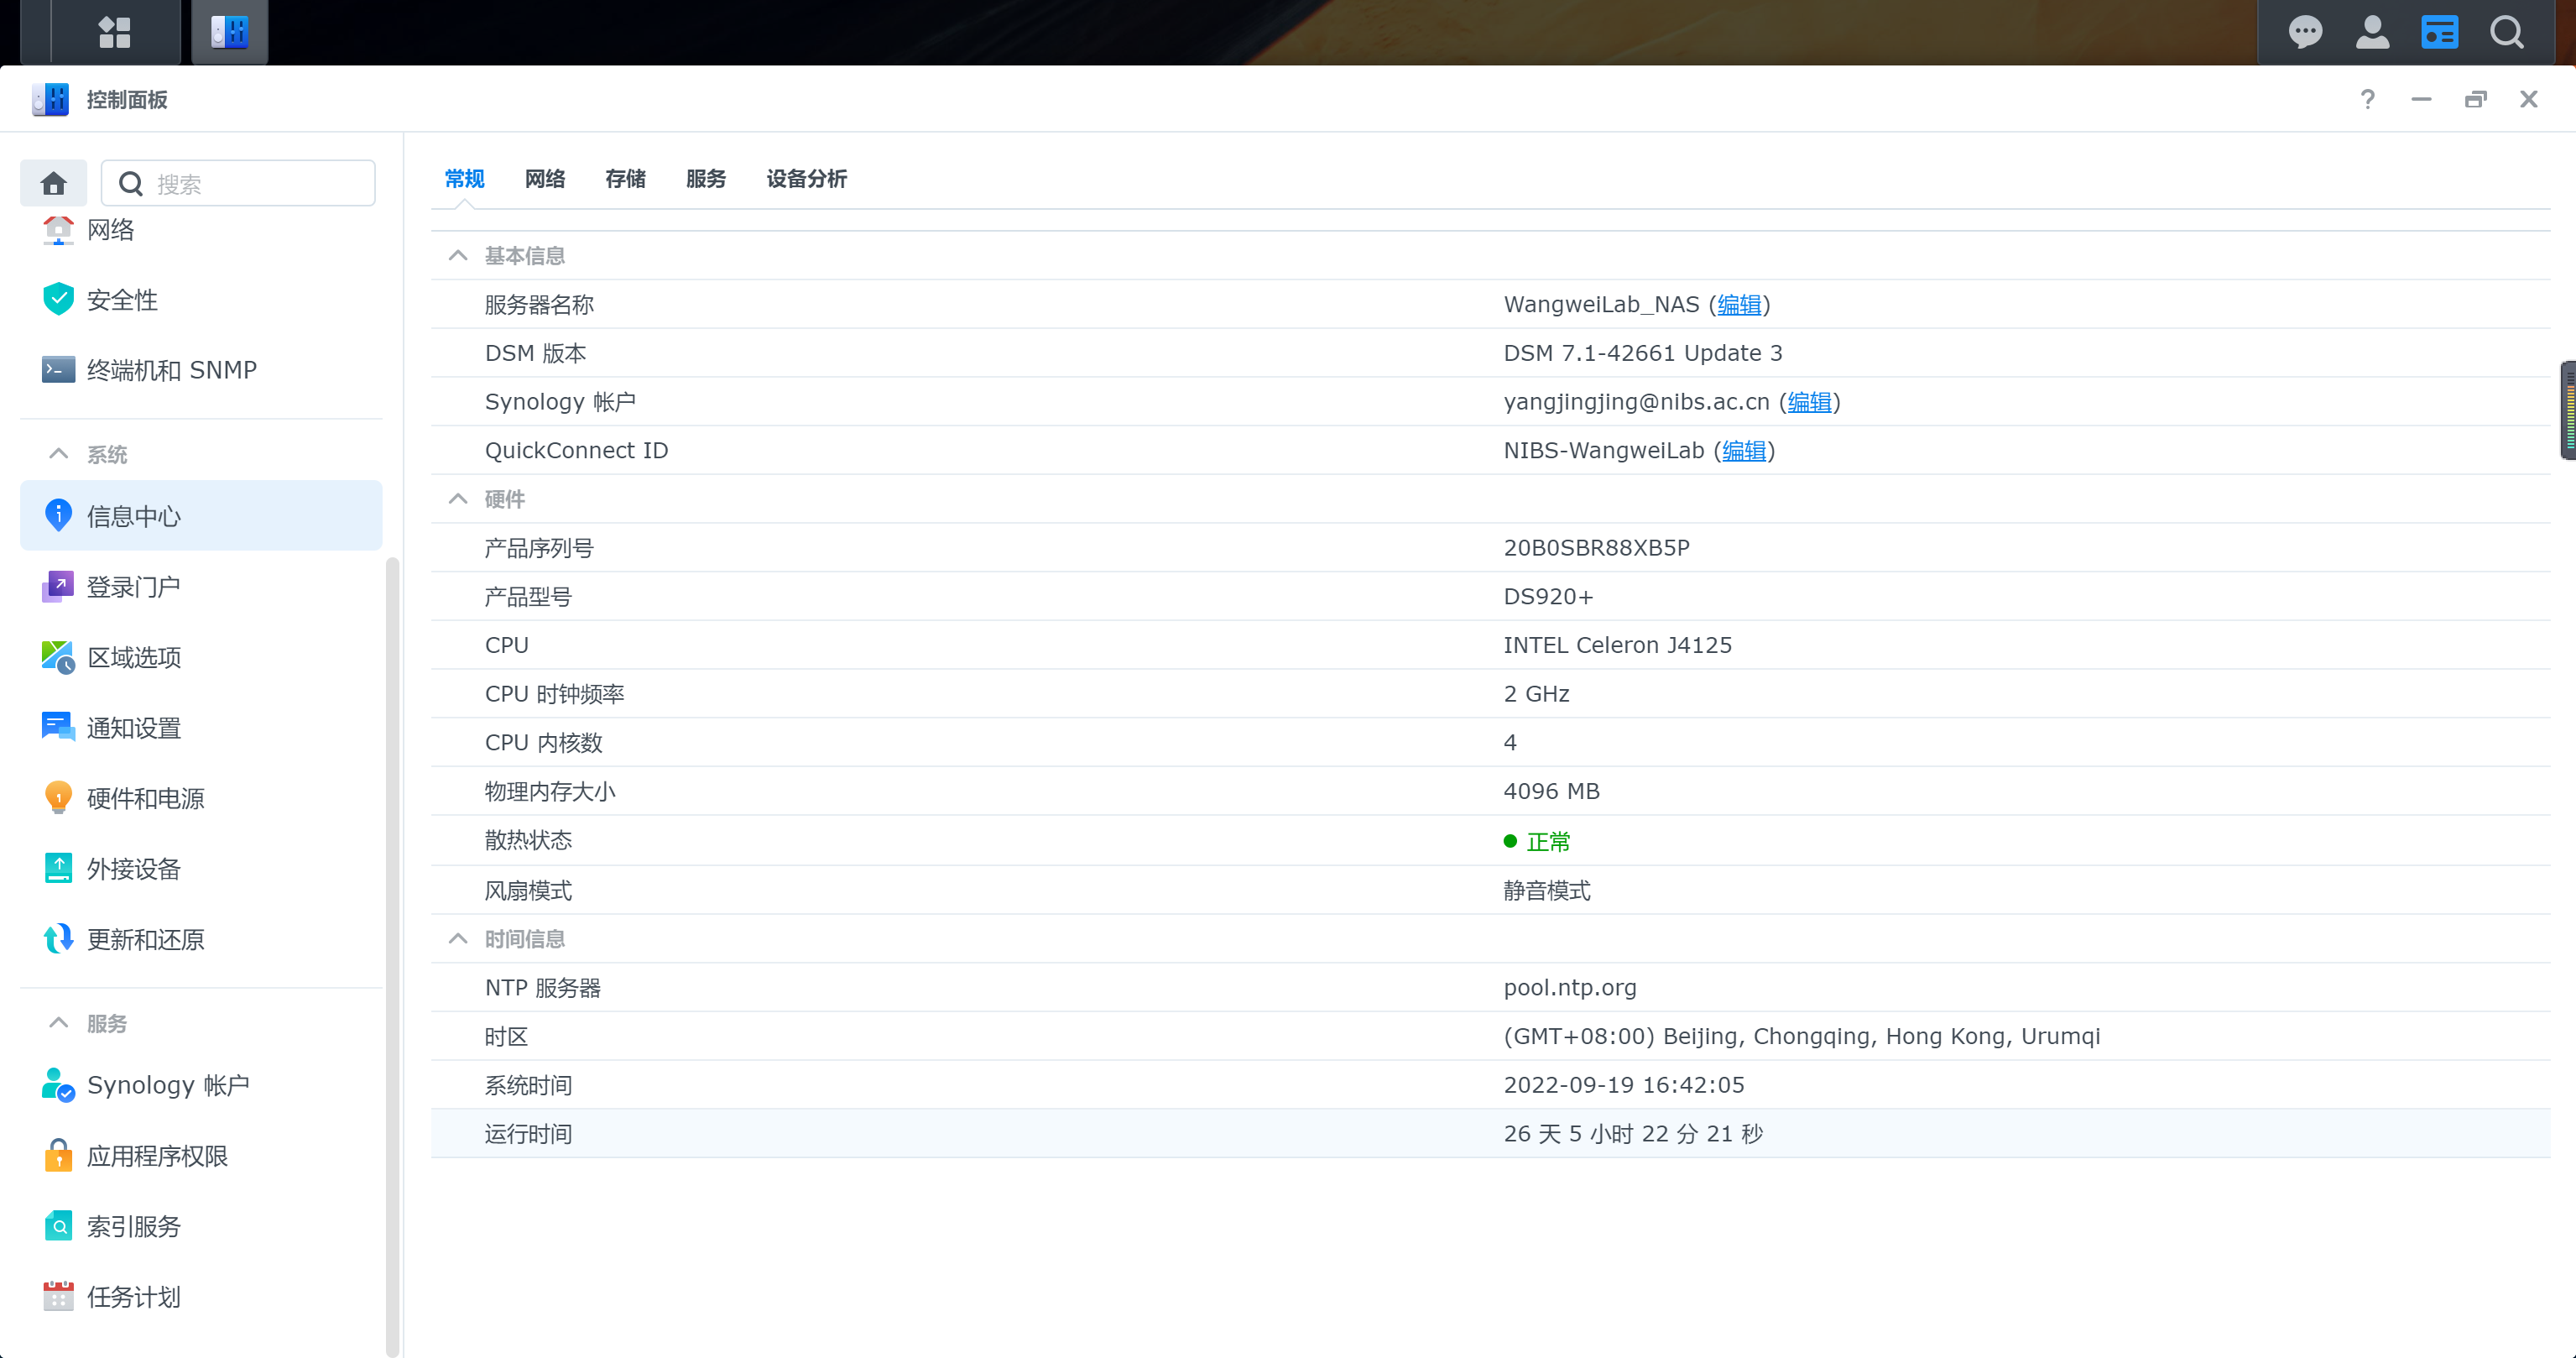 控制面板
搜索
网络
安全性
终端机和 SNMP
系统
信息中心
登录门户
区域选项
通知设置
硬件和电源
外接设备
更新和还原
服务
Synology 帐户
应用程序权限
索引服务
任务计划
常规 网络 存储 服务 设备分析
基本信息
服务器名称 WangweiLab_NAS (编辑)
DSM 版本 DSM 7.1-42661 Update 3
Synology 帐户 yangjingjing@nibs.ac.cn (编辑)
QuickConnect ID NIBS-WangweiLab (编辑)
硬件
产品序列号 20B0SBR88XB5P
产品型号 DS920+
CPU INTEL Celeron J4125
CPU 时钟频率 2 GHz
CPU 内核数 4
物理内存大小 4096 MB
散热状态 正常
风扇模式 静音模式
时间信息
NTP 服务器 pool.ntp.org
时区 (GMT+08:00) Beijing, Chongqing, Hong Kong, Urumqi
系统时间 2022-09-19 16:42:05
运行时间 26 天 5 小时 22 分 21 秒